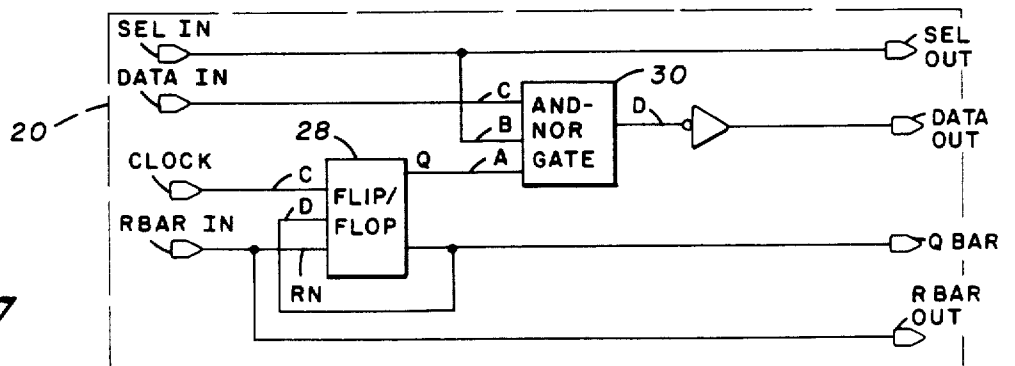 SEL IN
SEL
OUT
DATA IN
30
C
AND-
NOR
GATE
D
B
A
DATA
OUT
20
28
CLOCK
C
Q
FLIP/
FLOP
D
RBAR IN
RN
Q BAR
R BAR
OUT
7